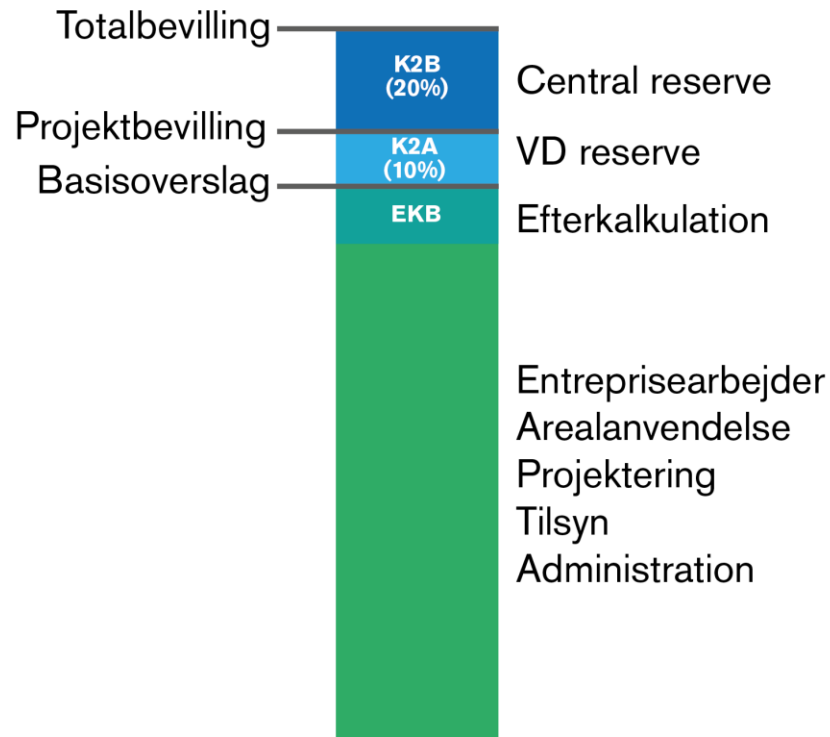 Totalbevilling
K2B
(20%)
Central reserve
Projektbevilling
K2A
(10%)
VD reserve
Basisoverslag
EKB
Efterkalkulation
Entreprisearbejder
Arealanvendelse
Projektering
Tilsyn
Administration